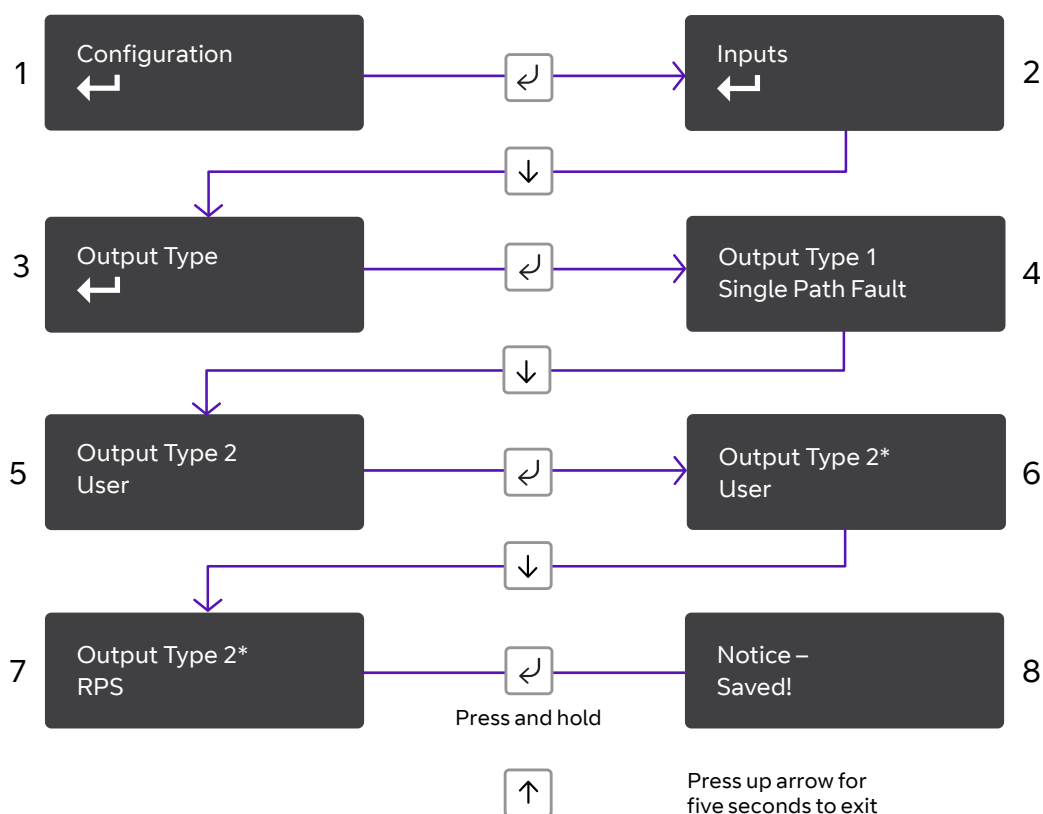 1
Configuration
Inputs
2
3
Output Type
Output Type 1
Single Path Fault
4
5
Output Type 2
User
Output Type 2*
User
6
7
Output Type 2*
RPS
Press and hold
Notice –
Saved!
8
Press up arrow for
five seconds to exit